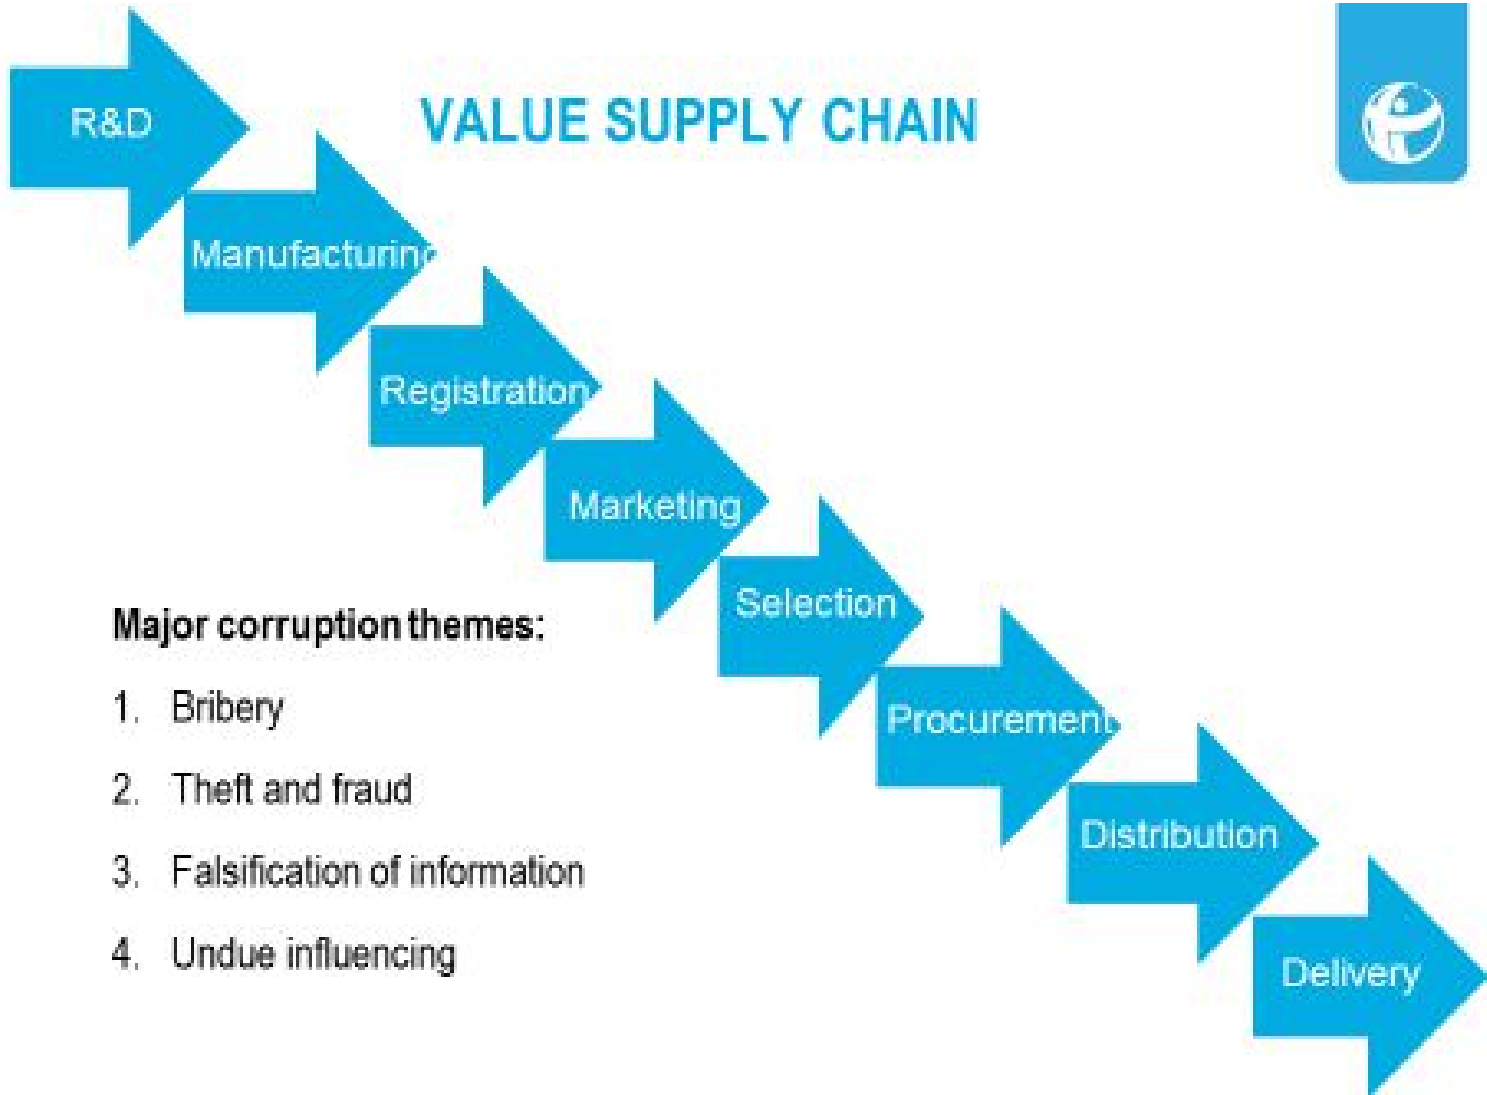 VALUE SUPPLY CHAIN
R&D
Manufacturing
Registration
Marketing
Selection
Procurement
Distribution
Delivery
Major corruption themes:
1. Bribery
2. Theft and fraud
3. Falsification of information
4. Undue influencing